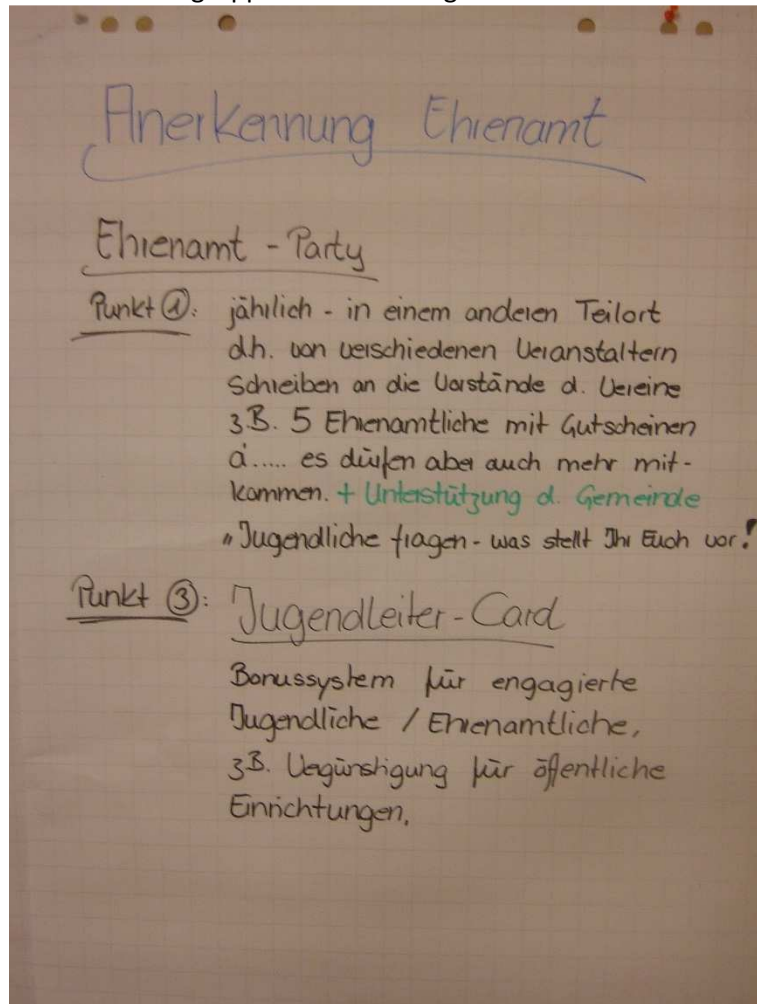 Anerkennung Ehrenamt
Ehrenamt - Party
Punkt ①: jährlich - in einem anderen Teilort
d.h. von verschiedenen Veranstaltern
Schreiben an die Vorstände d. Vereine
z.B. 5 Ehrenamtliche mit Gutscheinen
á..... es dürfen aber auch mehr mit-
kommen. + Unterstützung d. Gemeinde
" Jugendliche fragen - was stellt Ihr Euch vor!
Punkt ③: Jugendleiter - Card
Bonussystem für engagierte
Jugendliche / Ehrenamtliche,
z.B. Vergünstigung für öffentliche
Einrichtungen,